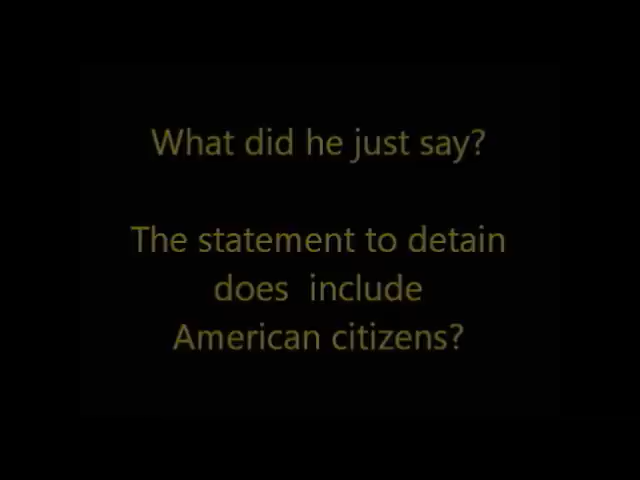 What did he just say?
The statement to detain
does  include
American citizens?